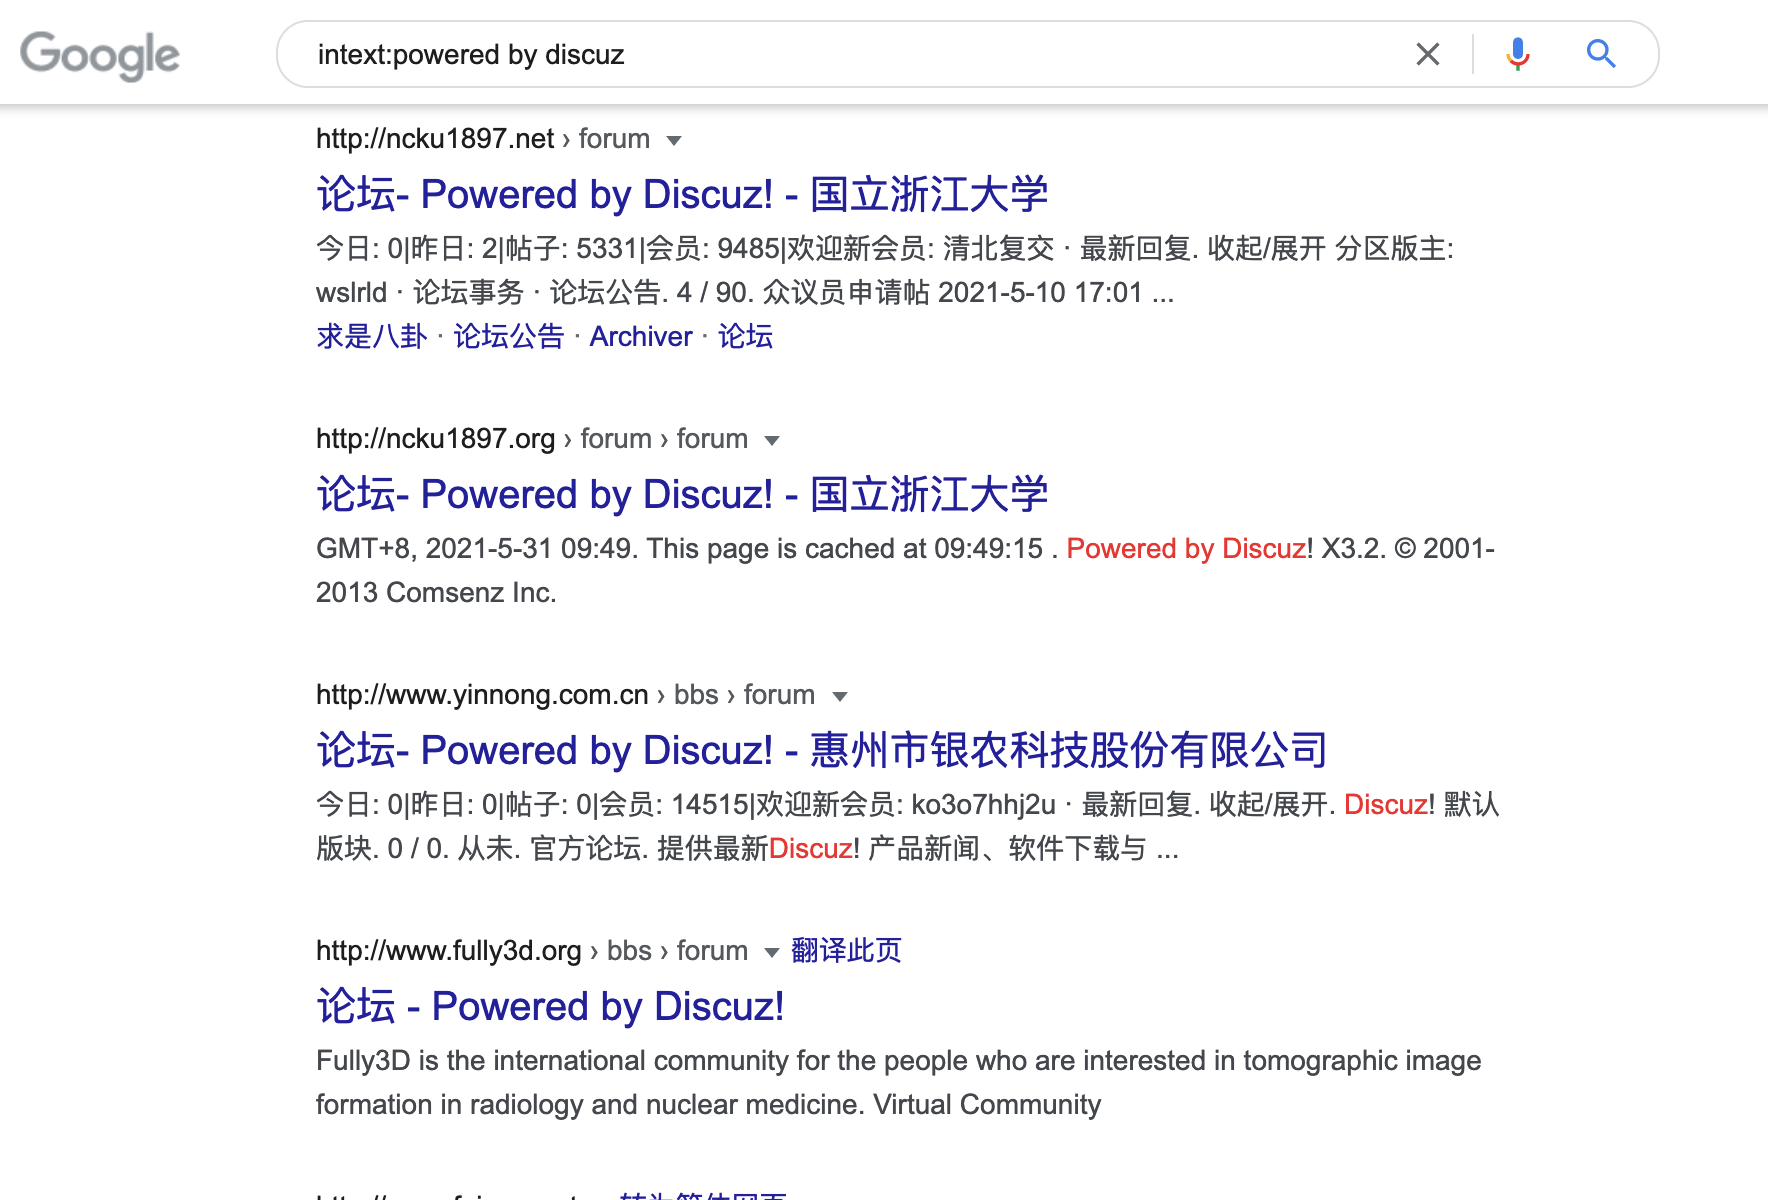 Google
intext:powered by discuz
http://ncku1897.net › forum
论坛- Powered by Discuz! - 国立浙江大学
今日: 0|昨日: 2|帖子: 5331|会员: 9485|欢迎新会员: 清北复交 · 最新回复. 收起/展开 分区版主:
wslrld · 论坛事务 · 论坛公告. 4 / 90. 众议员申请帖 2021-5-10 17:01 ...
求是八卦 · 论坛公告 · Archiver · 论坛
http://ncku1897.org › forum › forum
论坛- Powered by Discuz! - 国立浙江大学
GMT+8, 2021-5-31 09:49. This page is cached at 09:49:15 . Powered by Discuz! X3.2. © 2001-
2013 Comsenz Inc.
http://www.yinnong.com.cn › bbs › forum
论坛- Powered by Discuz! - 惠州市银农科技股份有限公司
今日: 0|昨日: 0|帖子: 0|会员: 14515|欢迎新会员: ko3o7hhj2u · 最新回复. 收起/展开. Discuz! 默认
版块. 0 / 0. 从未. 官方论坛. 提供最新Discuz! 产品新闻、软件下载与 ...
http://www.fully3d.org › bbs › forum 翻译此页
论坛 - Powered by Discuz!
Fully3D is the international community for the people who are interested in tomographic image
formation in radiology and nuclear medicine. Virtual Community